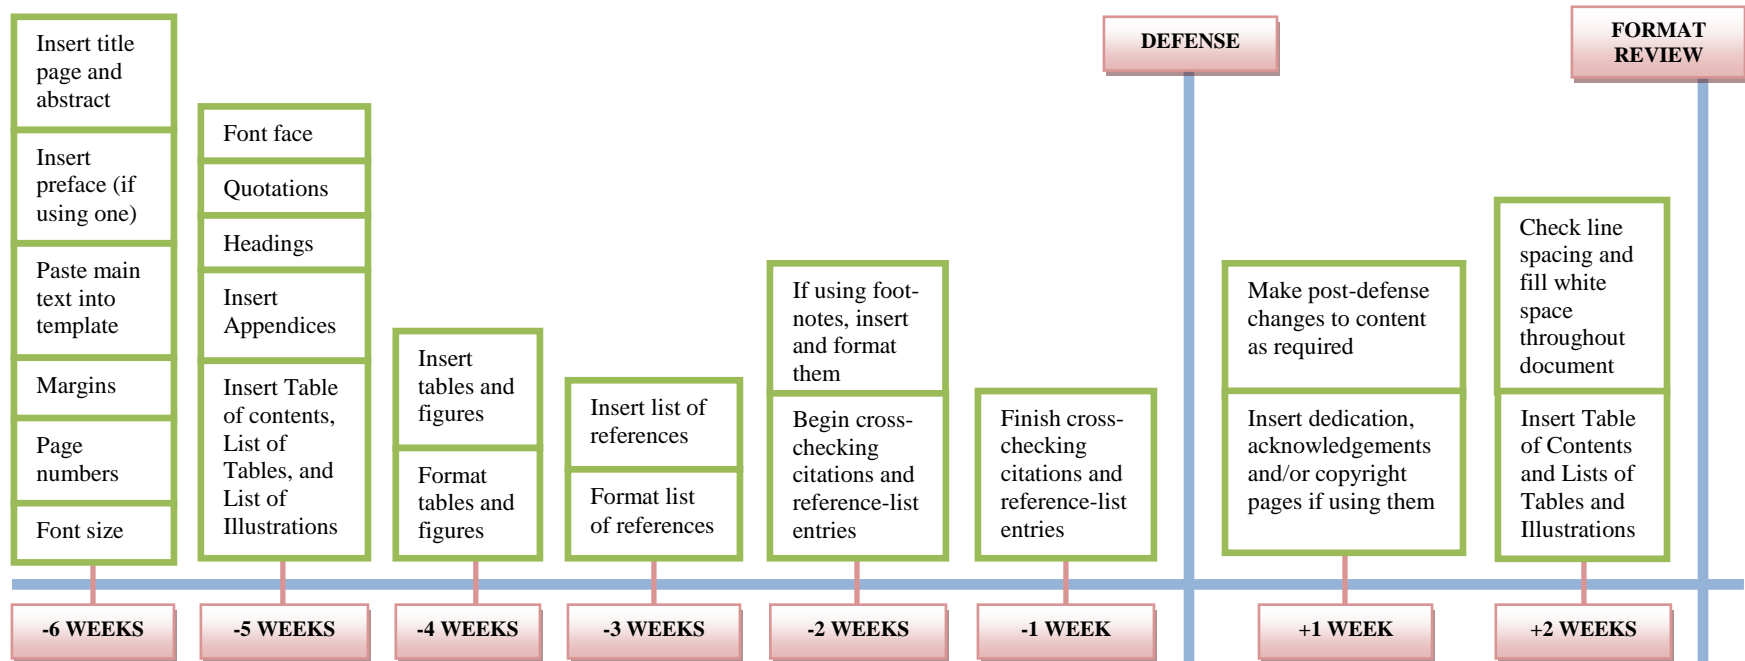 Insert title
page and
abstract
Insert
preface (if
using one)
Paste main
text into
template
Margins
Page
numbers
Font size
-6 WEEKS
Font face
Quotations
Headings
Insert
Appendices
Insert Table
of contents,
List of
Tables, and
List of
Illustrations
-5 WEEKS
Insert
tables and
figures
Format
tables and
figures
-4 WEEKS
Insert list of
references
Format list
of references
-3 WEEKS
If using foot-
notes, insert
and format
them
Begin cross-
checking
citations and
reference-list
entries
-2 WEEKS
Finish cross-
checking
citations and
reference-list
entries
-1 WEEK
DEFENSE
Make post-defense
changes to content
as required
Insert dedication,
acknowledgements
and/or copyright
pages if using them
+1 WEEK
Check line
spacing and
fill white
space
throughout
document
Insert Table
of Contents
and Lists of
Tables and
Illustrations
+2 WEEKS
FORMAT
REVIEW